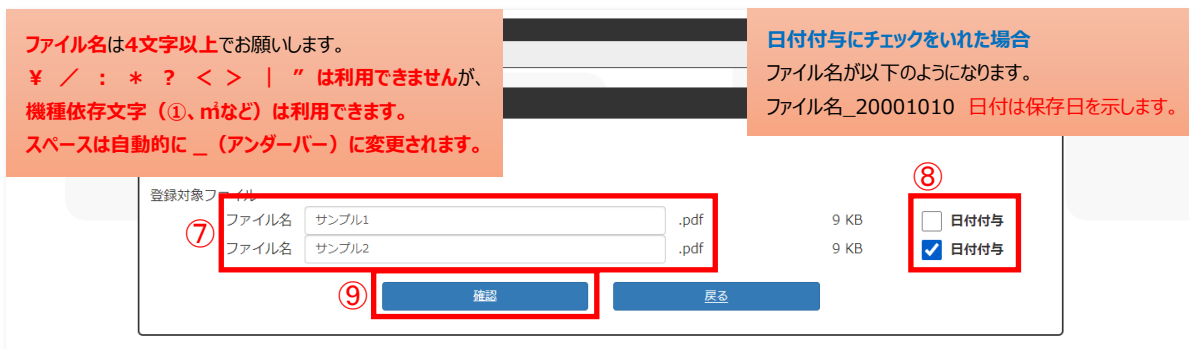 ファイル名は4文字以上でお願いします。
¥ ／ : ＊ ? < > | ” は利用できませんが、
機種依存文字（①、㎡など）は利用できます。
スペースは自動的に _（アンダーバー）に変更されます。
日付付与にチェックをいれた場合
ファイル名が以下のようになります。
ファイル名_20001010 日付は保存日を示します。
登録対象ファイル
⑧
⑦
ファイル名 サンプル1 .pdf 9 KB 日付付与
ファイル名 サンプル2 .pdf 9 KB 日付付与
⑨ 確認 戻る